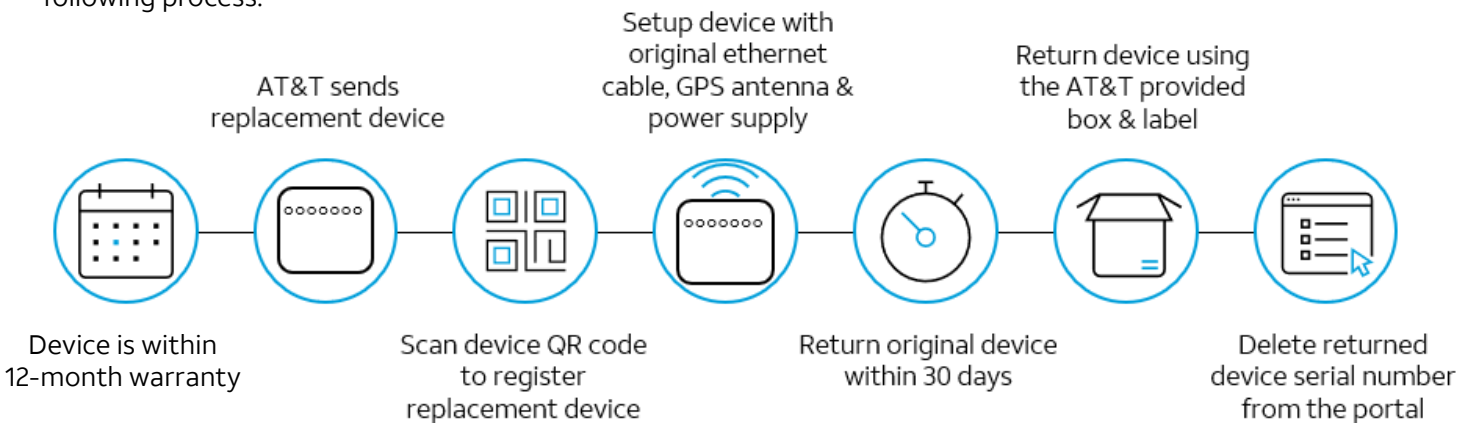 following process:
Device is within
12-month warranty
AT&T sends
replacement device
Scan device QR code
to register
replacement device
Setup device with
original ethernet
cable, GPS antenna &
power supply
Return original device
within 30 days
Return device using
the AT&T provided
box & label
Delete returned
device serial number
from the portal